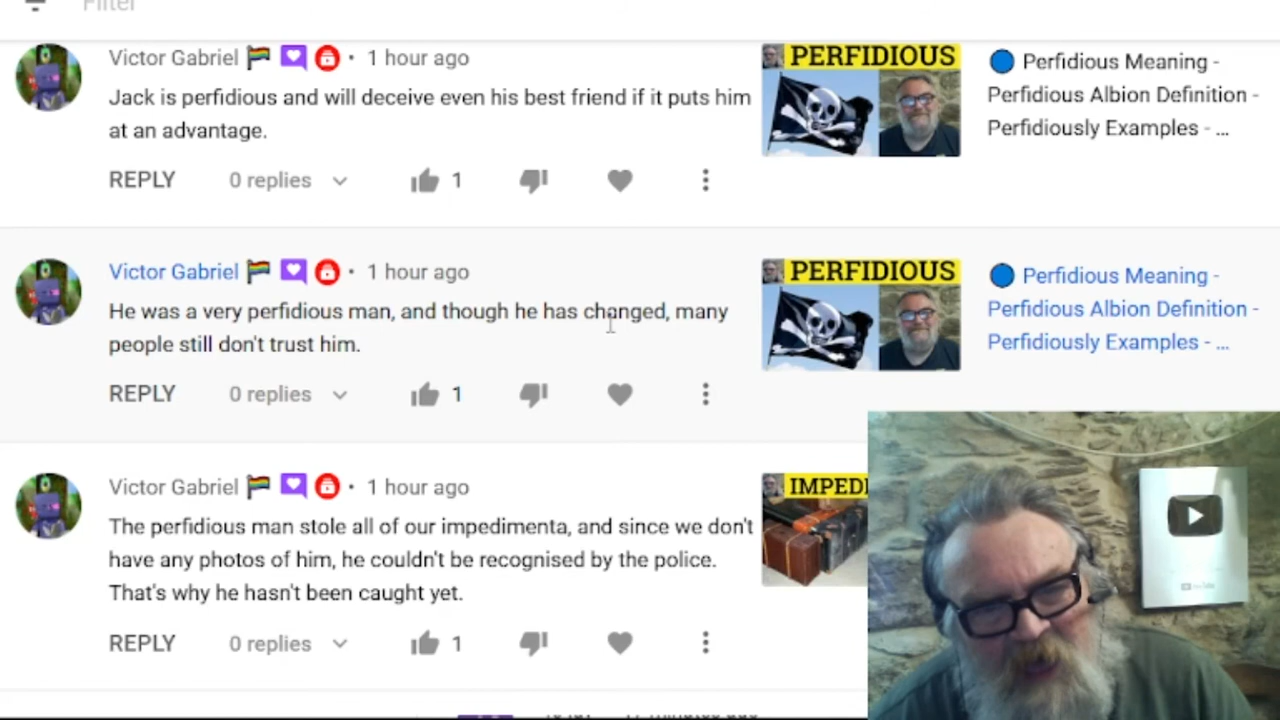 Filter
Victor Gabriel • 1 hour ago
Jack is perfidious and will deceive even his best friend if it puts him
at an advantage.
REPLY 0 replies 1
PERFIDIOUS
Perfidious Meaning -
Perfidious Albion Definition -
Perfidiously Examples - ...
Victor Gabriel • 1 hour ago
He was a very perfidious man, and though he has changed, many
people still don't trust him.
REPLY 0 replies 1
PERFIDIOUS
Perfidious Meaning -
Perfidious Albion Definition -
Perfidiously Examples - ...
Victor Gabriel • 1 hour ago
The perfidious man stole all of our impedimenta, and since we don't
have any photos of him, he couldn't be recognised by the police.
That's why he hasn't been caught yet.
REPLY 0 replies 1
IMPEDI